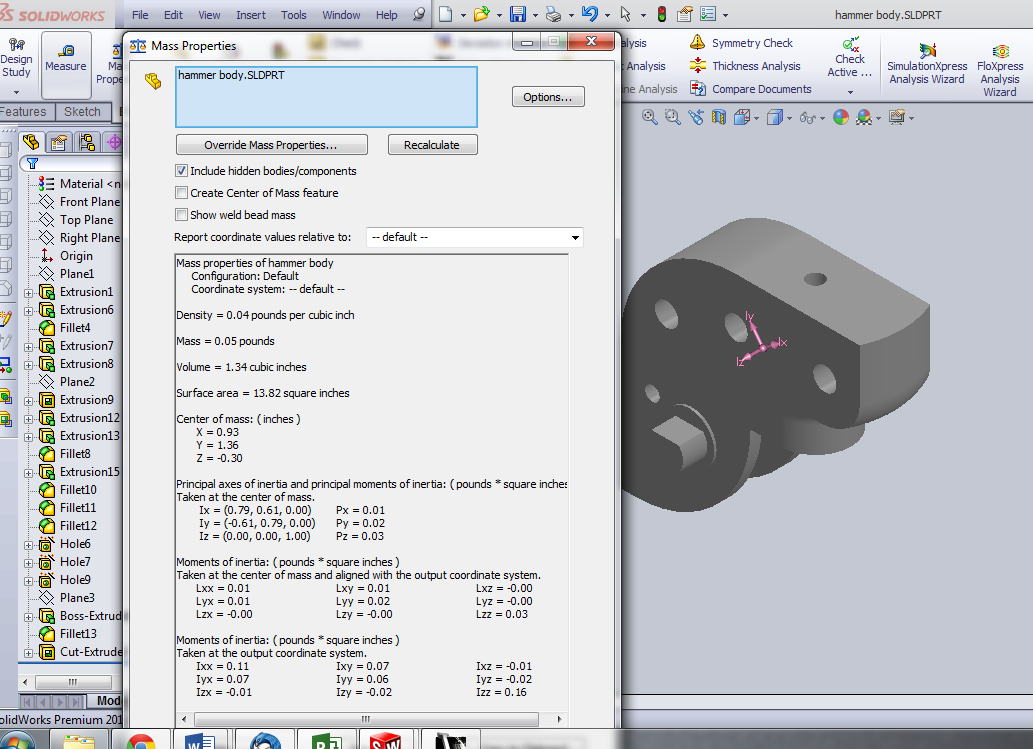 SOLIDWORKS File Edit View Insert Tools Window Help hammer body.SLDPRT
Design Study
Measure
Mass Properties
Symmetry Check
Thickness Analysis
Compare Documents
Analysis
Check Active ...
SimulationXpress Analysis Wizard
FloXpress Analysis Wizard
Features Sketch
hammer body.SLDPRT
Options...
Override Mass Properties... Recalculate
Include hidden bodies/components
Create Center of Mass feature
Show weld bead mass
Report coordinate values relative to: -- default --
Mass properties of hammer body
Configuration: Default
Coordinate system: -- default --
Density = 0.04 pounds per cubic inch
Mass = 0.05 pounds
Volume = 1.34 cubic inches
Surface area = 13.82 square inches
Center of mass: ( inches )
X = 0.93
Y = 1.36
Z = -0.30
Principal axes of inertia and principal moments of inertia: ( pounds * square inches
Taken at the center of mass.
Ix = (0.79, 0.61, 0.00) Px = 0.01
Iy = (-0.61, 0.79, 0.00) Py = 0.02
Iz = (0.00, 0.00, 1.00) Pz = 0.03
Moments of inertia: ( pounds * square inches )
Taken at the center of mass and aligned with the output coordinate system.
Lxx = 0.01 Lxy = 0.01 Lxz = -0.00
Lyx = 0.01 Lyy = 0.02 Lyz = -0.00
Lzx = -0.00 Lzy = -0.00 Lzz = 0.03
Moments of inertia: ( pounds * square inches )
Taken at the output coordinate system.
Ixx = 0.11 Ixy = 0.07 Ixz = -0.01
Iyx = 0.07 Iyy = 0.06 Iyz = -0.02
Izx = -0.01 Izy = -0.02 Izz = 0.16
Material <n
Front Plane
Top Plane
Right Plane
Origin
Plane1
Extrusion1
Extrusion6
Fillet4
Extrusion7
Extrusion8
Plane2
Extrusion9
Extrusion12
Extrusion13
Fillet8
Extrusion15
Fillet10
Fillet11
Fillet12
Hole6
Hole7
Hole9
Plane3
Boss-Extrud
Fillet13
Cut-Extrude
Mod
olidWorks Premium 201
Iy
Ix
Iz